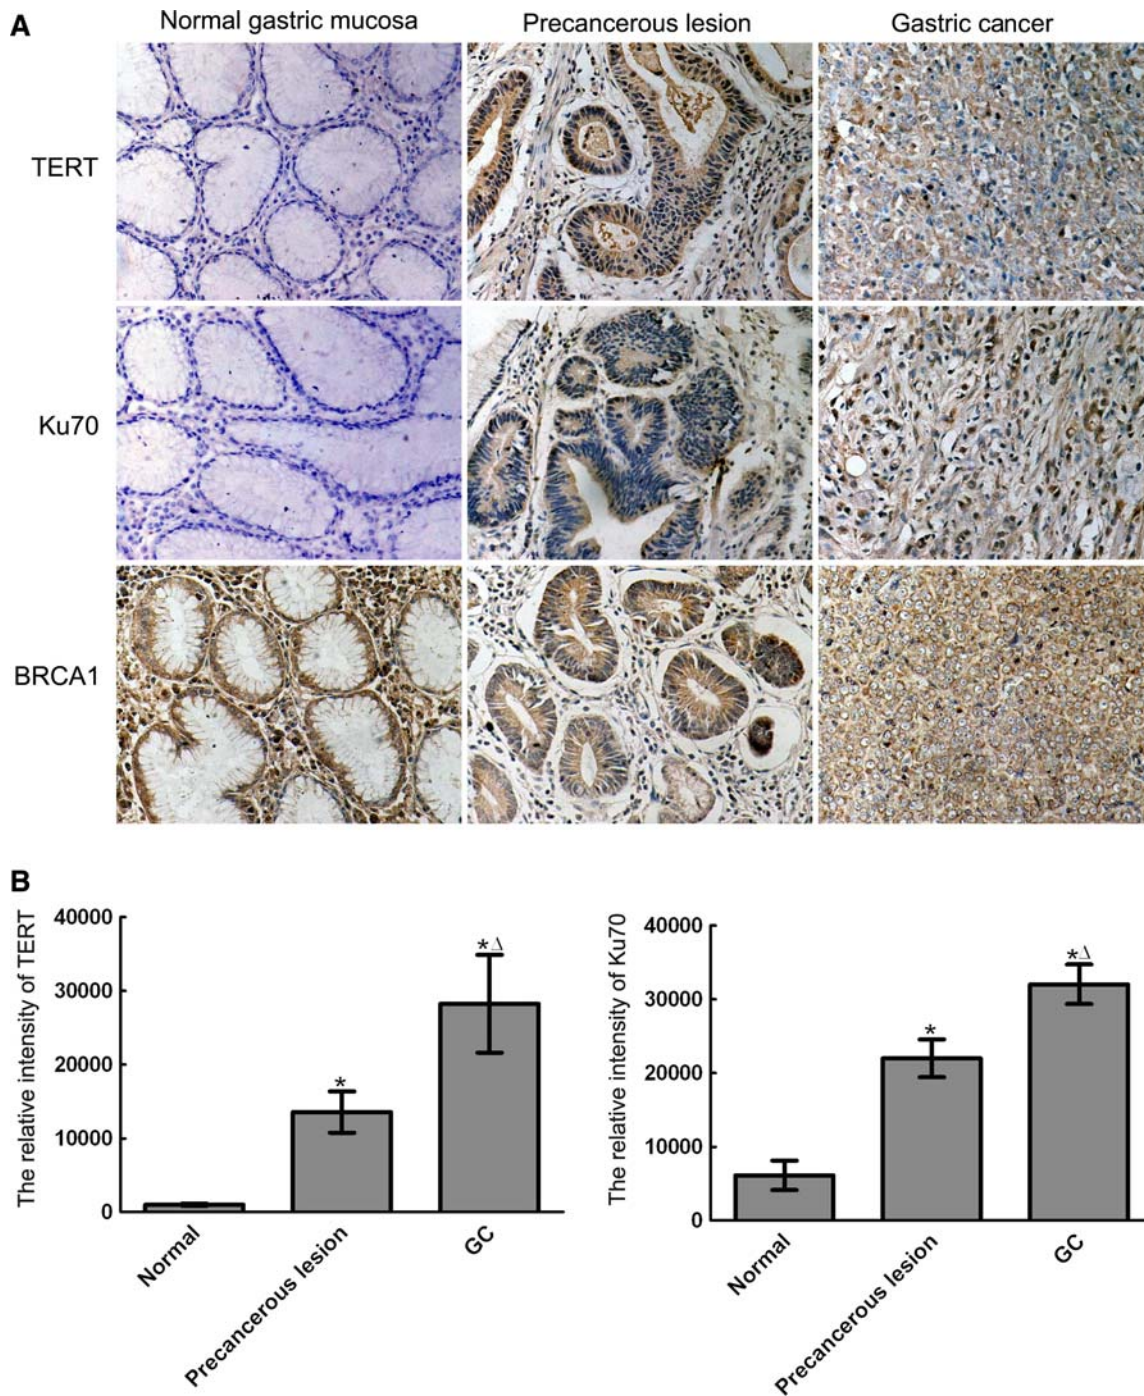 A
Normal gastric mucosa
Precancerous lesion
Gastric cancer
TERT
Ku70
BRCA1
B
The relative intensity of TERT
40000
30000
20000
10000
0
*
*Δ
Normal
Precancerous lesion
GC
The relative intensity of Ku70
40000
30000
20000
10000
0
*
*Δ
Normal
Precancerous lesion
GC